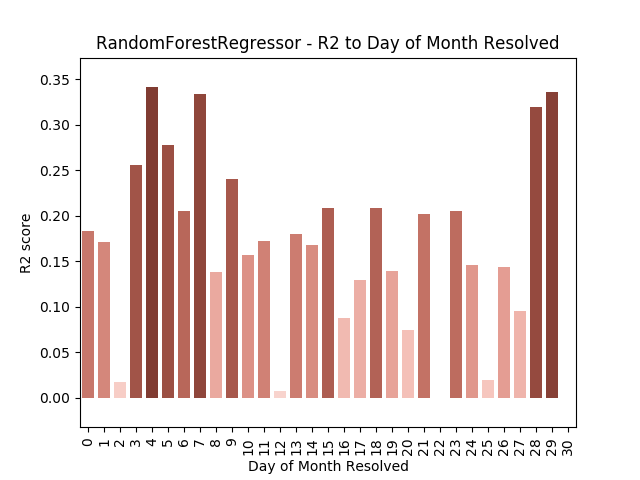 RandomForestRegressor - R2 to Day of Month Resolved
0.35
0.30
0.25
0.20
0.15
0.10
0.05
0.00
R2 score
0 1 2 3 4 5 6 7 8 9 10 11 12 13 14 15 16 17 18 19 20 21 22 23 24 25 26 27 28 29 30
Day of Month Resolved